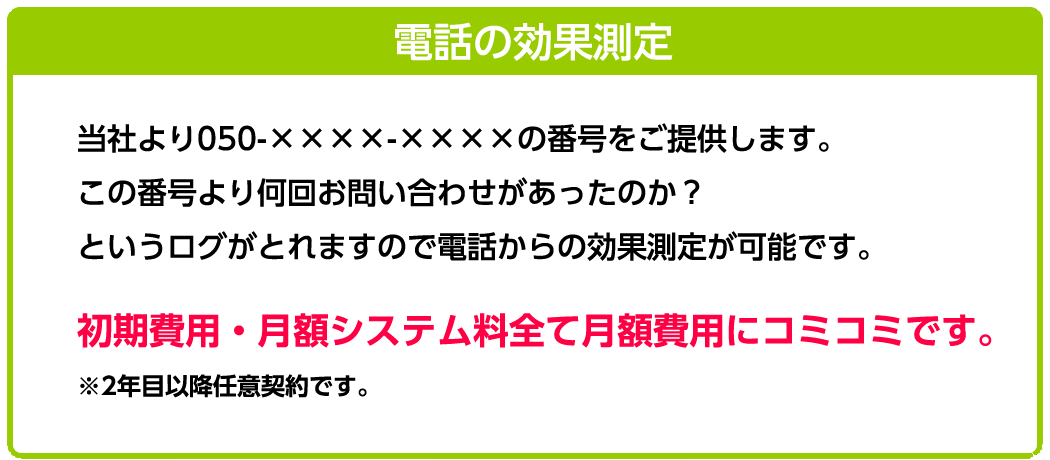 電話の効果測定
当社より050-××××-××××の番号をご提供します。
この番号より何回お問い合わせがあったのか？
というログがとれますので電話からの効果測定が可能です。
初期費用・月額システム料全て月額費用にコミコミです。
※2年目以降任意契約です。